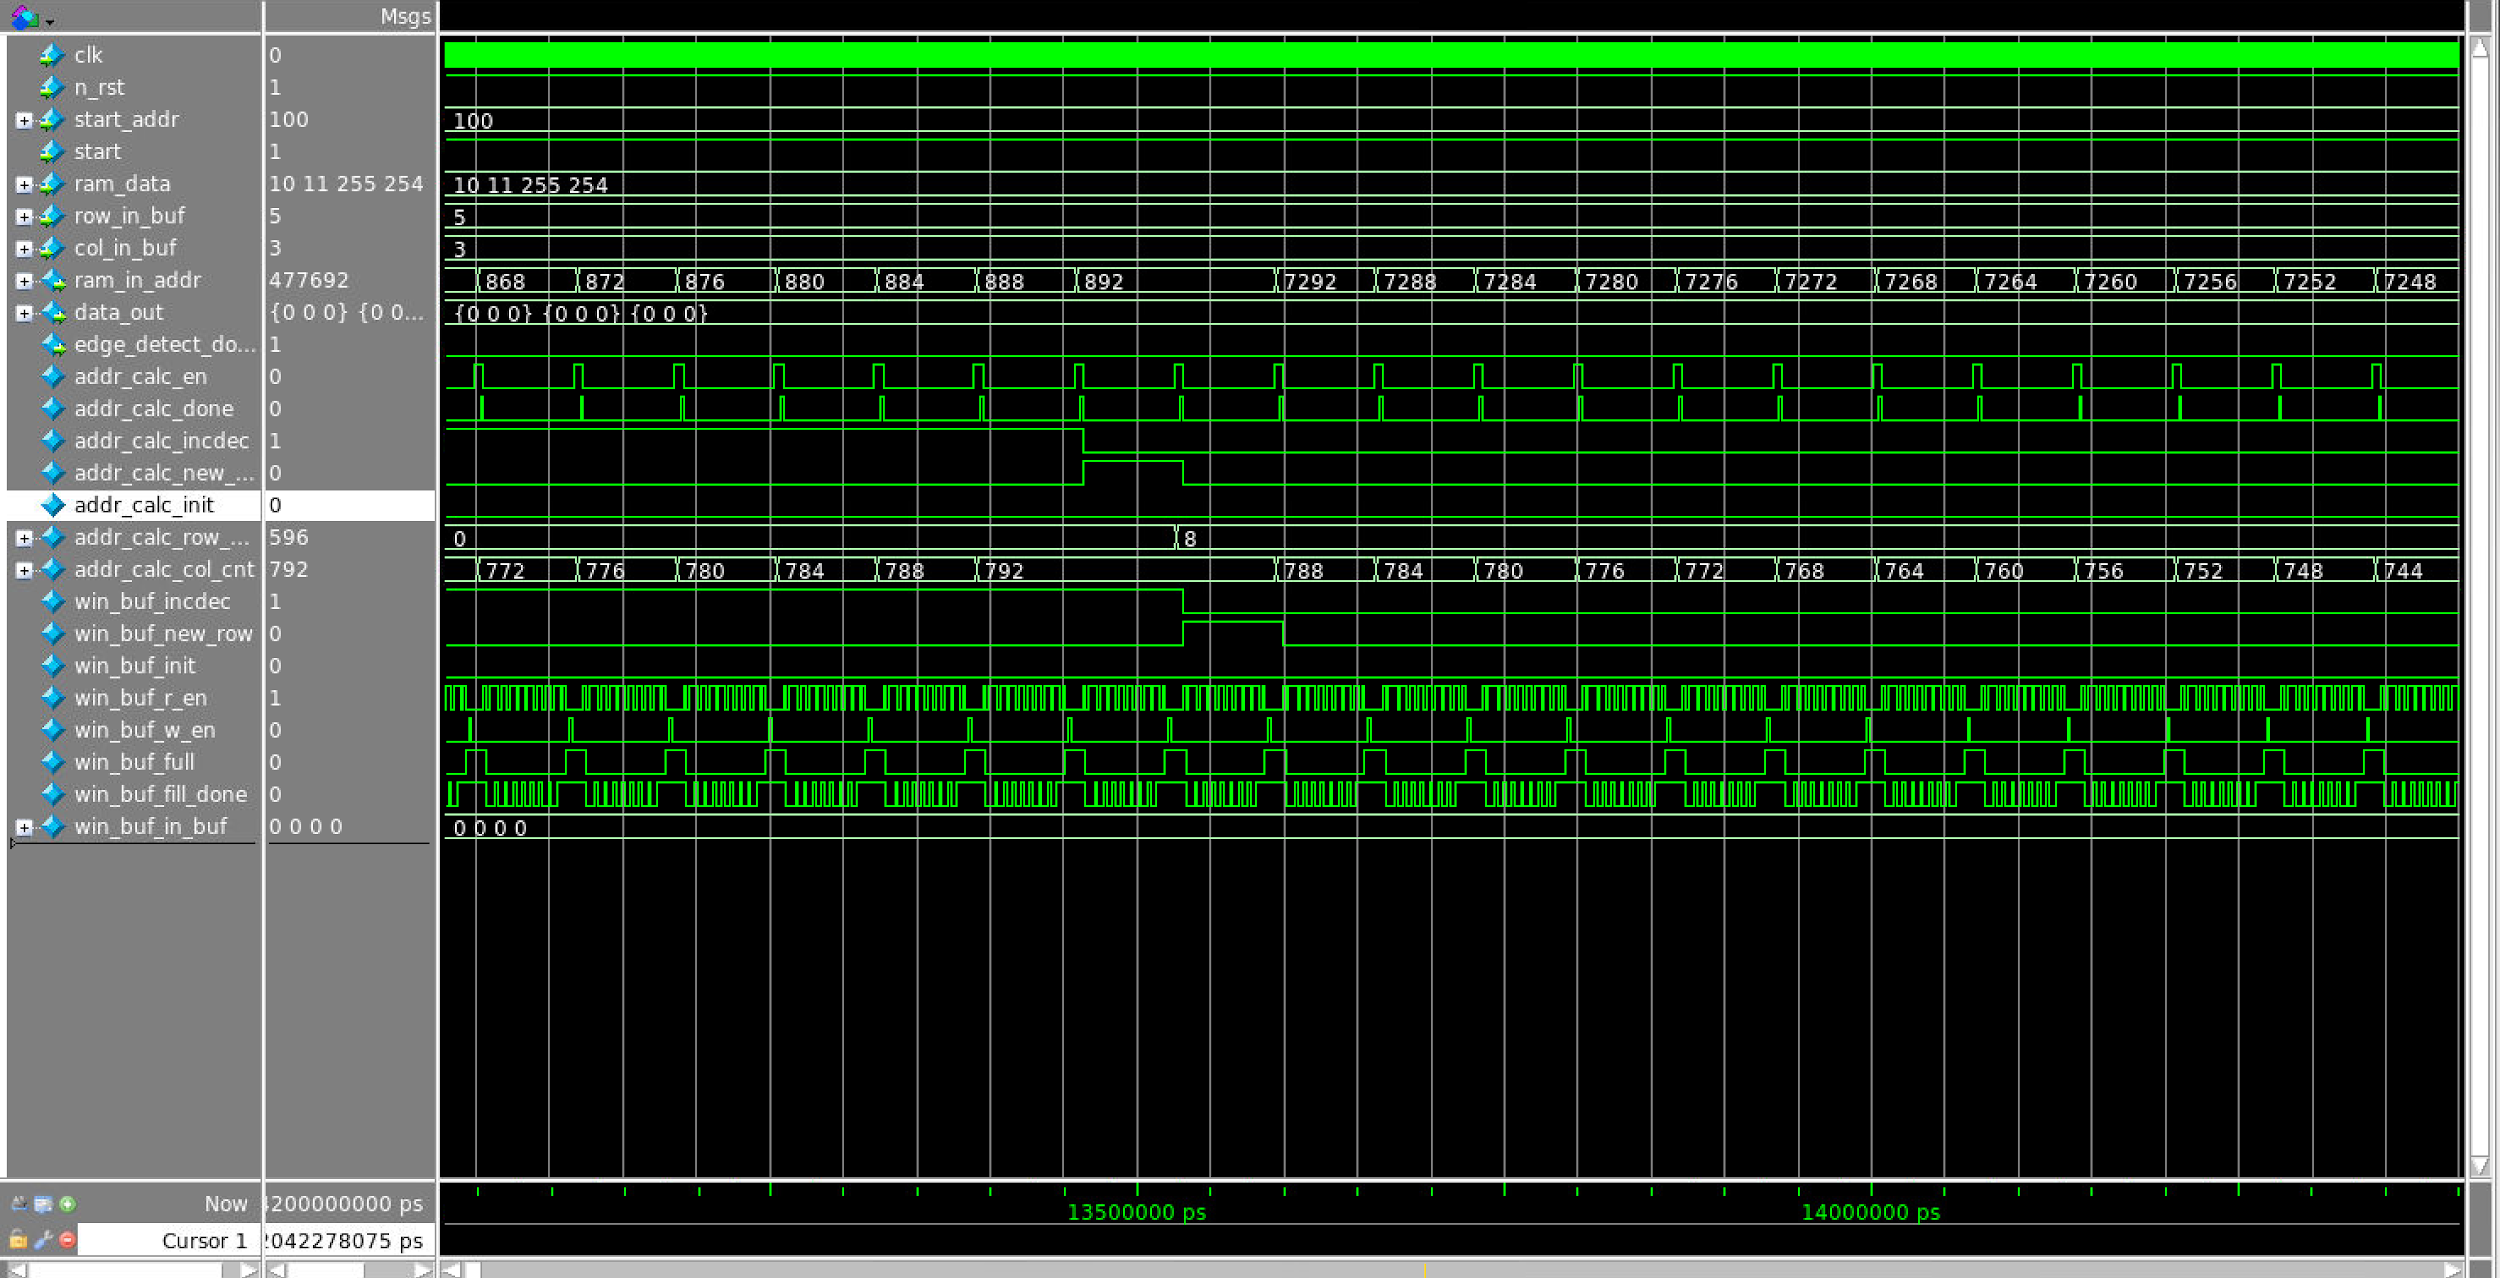 Msgs
clk 0
n_rst 1
start_addr 100 100
start 1
ram_data 10 11 255 254 10 11 255 254
row_in_buf 5 5
col_in_buf 3 3
ram_in_addr 477692 868 872 876 880 884 888 892 7292 7288 7284 7280 7276 7272 7268 7264 7260 7256 7252 7248
data_out {0 0 0} {0 0... {0 0 0} {0 0 0} {0 0 0}
edge_detect_do... 1
addr_calc_en 0
addr_calc_done 0
addr_calc_incdec 1
addr_calc_new_... 0
addr_calc_init 0
addr_calc_row_... 596 0 8
addr_calc_col_cnt 792 772 776 780 784 788 792 788 784 780 776 772 768 764 760 756 752 748 744
win_buf_incdec 1
win_buf_new_row 0
win_buf_init 0
win_buf_r_en 1
win_buf_w_en 0
win_buf_full 0
win_buf_fill_done 0
win_buf_in_buf 0 0 0 0 0 0 0 0
Now 200000000 ps 13500000 ps 14000000 ps
Cursor 1 042278075 ps